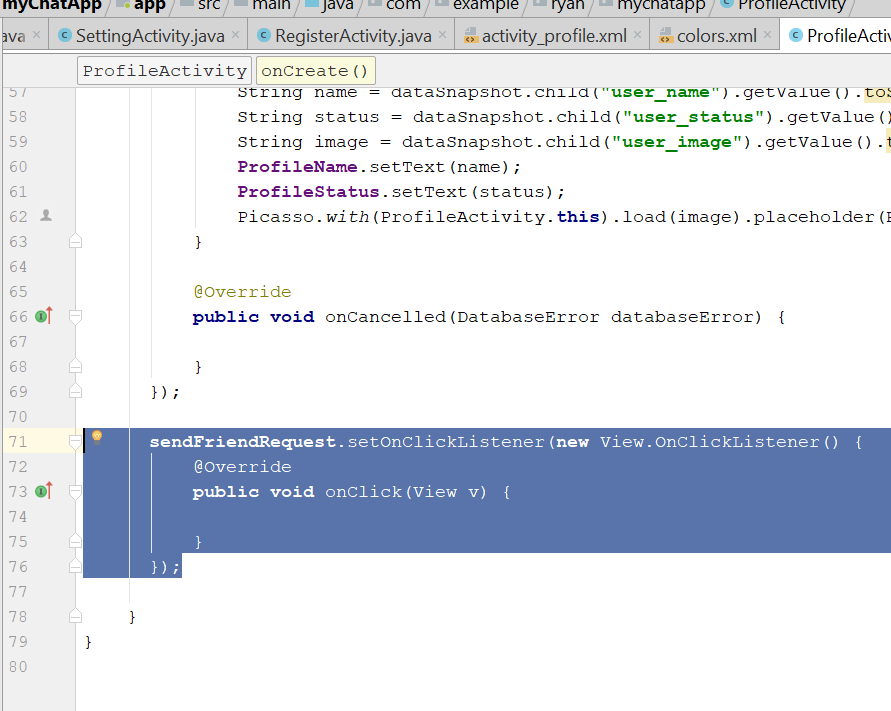 myChatApp app src main java com example ryan mychatapp ProfileActivity
ava SettingActivity.java RegisterActivity.java activity_profile.xml colors.xml ProfileActiv
ProfileActivity onCreate()
57 String name = dataSnapshot.child("user_name").getValue().toS
58 String status = dataSnapshot.child("user_status").getValue()
59 String image = dataSnapshot.child("user_image").getValue().t
60 ProfileName.setText(name);
61 ProfileStatus.setText(status);
62 Picasso.with(ProfileActivity.this).load(image).placeholder(
63 }
64
65 @Override
66 public void onCancelled(DatabaseError databaseError) {
67
68 }
69 });
70
71 sendFriendRequest.setOnClickListener(new View.OnClickListener() {
72 @Override
73 public void onClick(View v) {
74
75 }
76 });
77
78 }
79 }
80